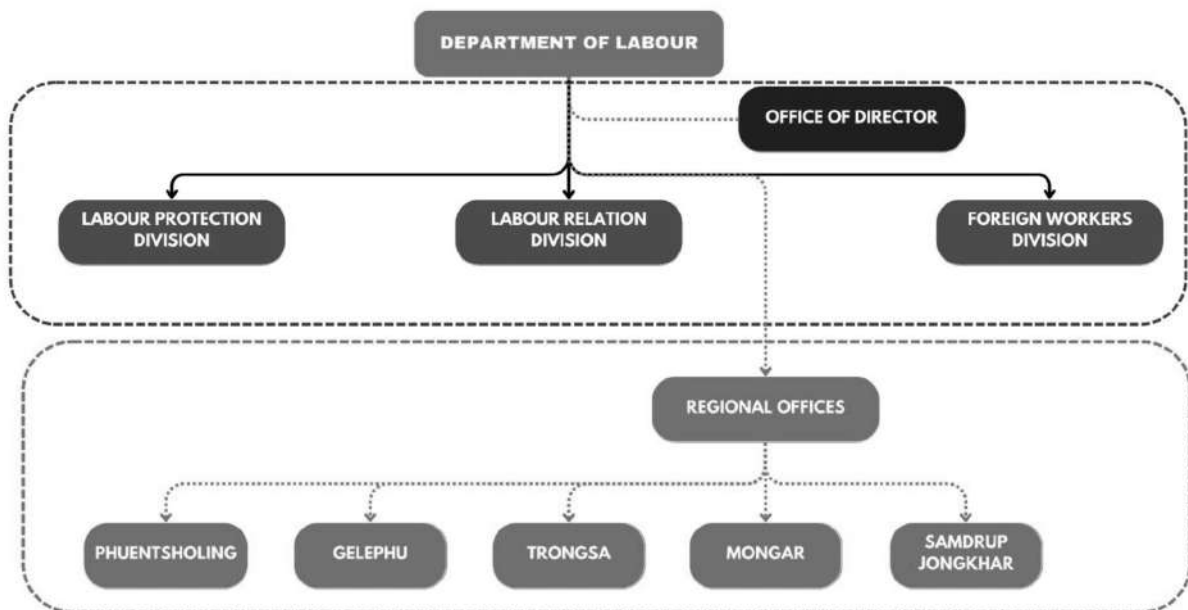 DEPARTMENT OF LABOUR
OFFICE OF DIRECTOR
LABOUR PROTECTION
DIVISION
LABOUR RELATION
DIVISION
FOREIGN WORKERS
DIVISION
REGIONAL OFFICES
PHUENTSHOLING
GELEPHU
TRONGSA
MONGAR
SAMDRUP
JONGKHAR